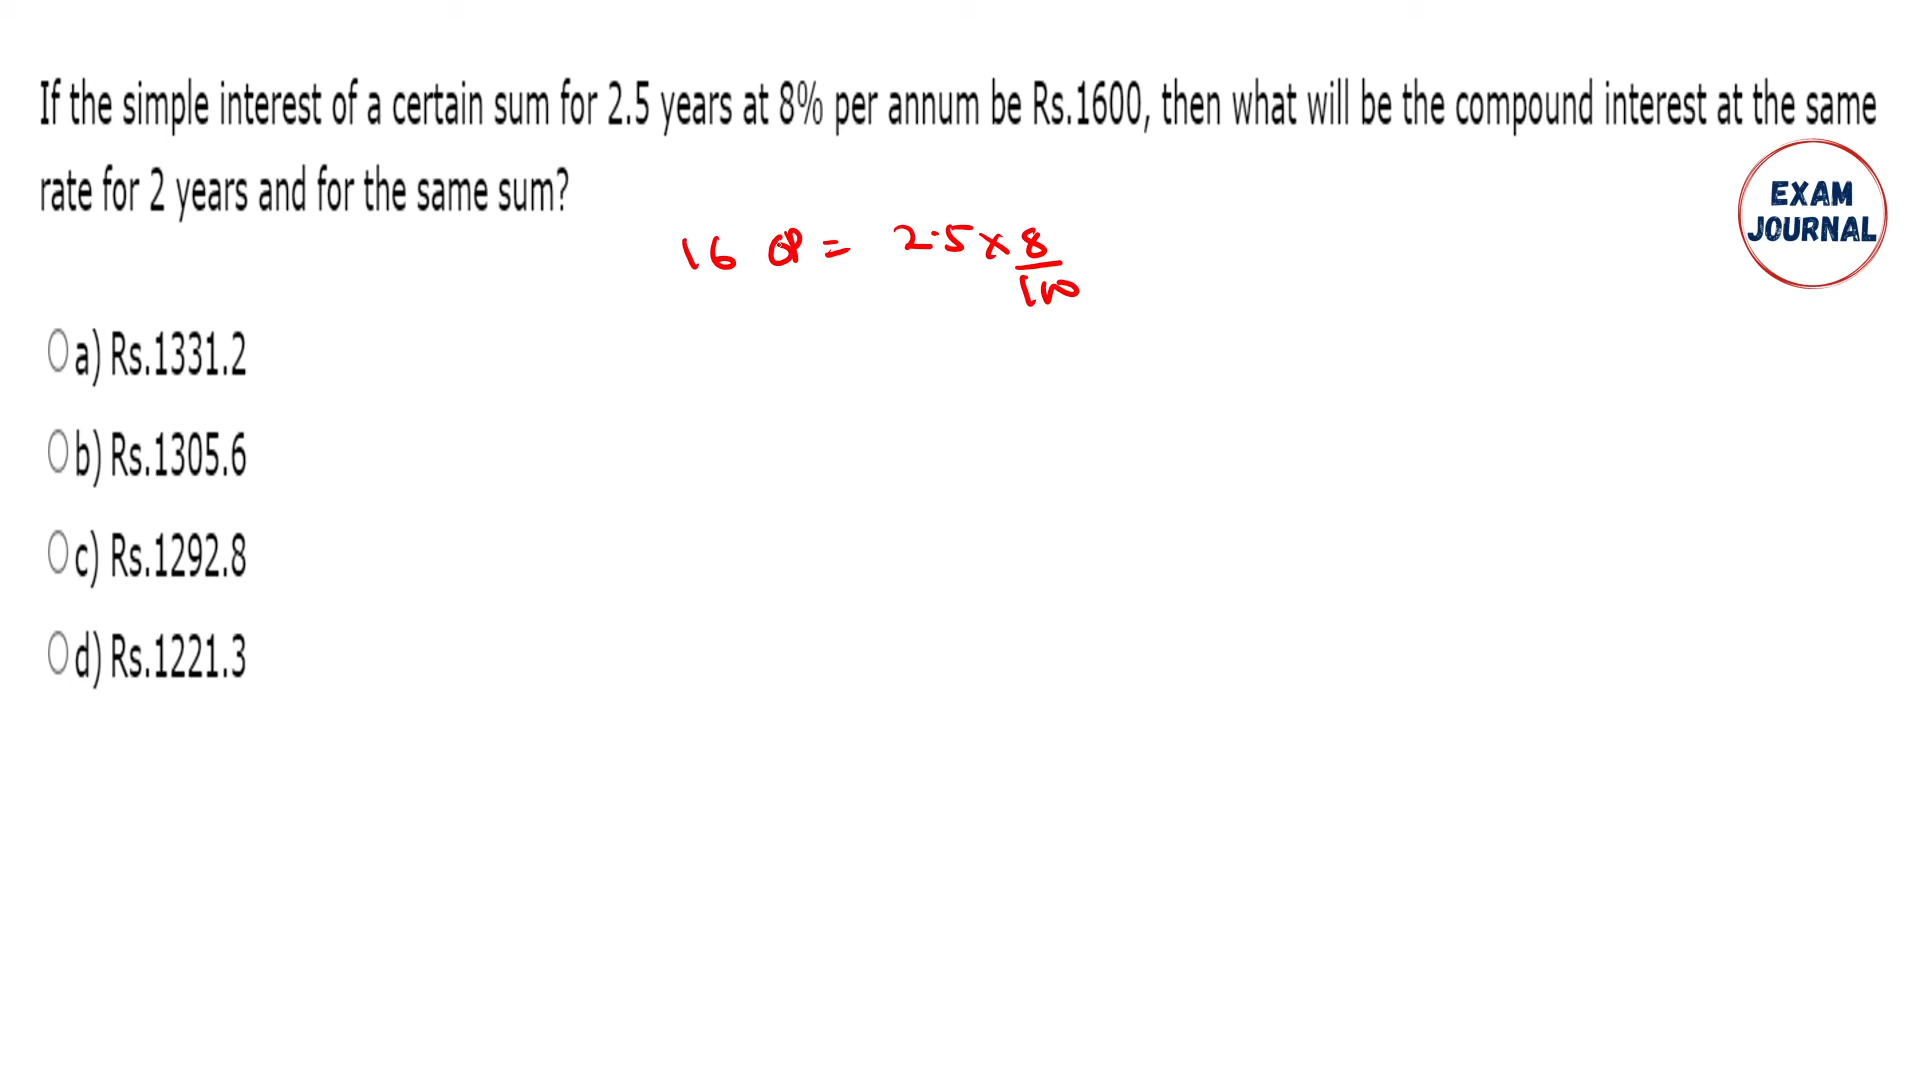 If the simple interest of a certain sum for 2.5 years at 8% per annum be Rs.1600, then what will be the compound interest at the same
rate for 2 years and for the same sum?
EXAM
JOURNAL
16 = 2.5 × 8
100
a) Rs.1331.2
b) Rs.1305.6
c) Rs.1292.8
d) Rs.1221.3